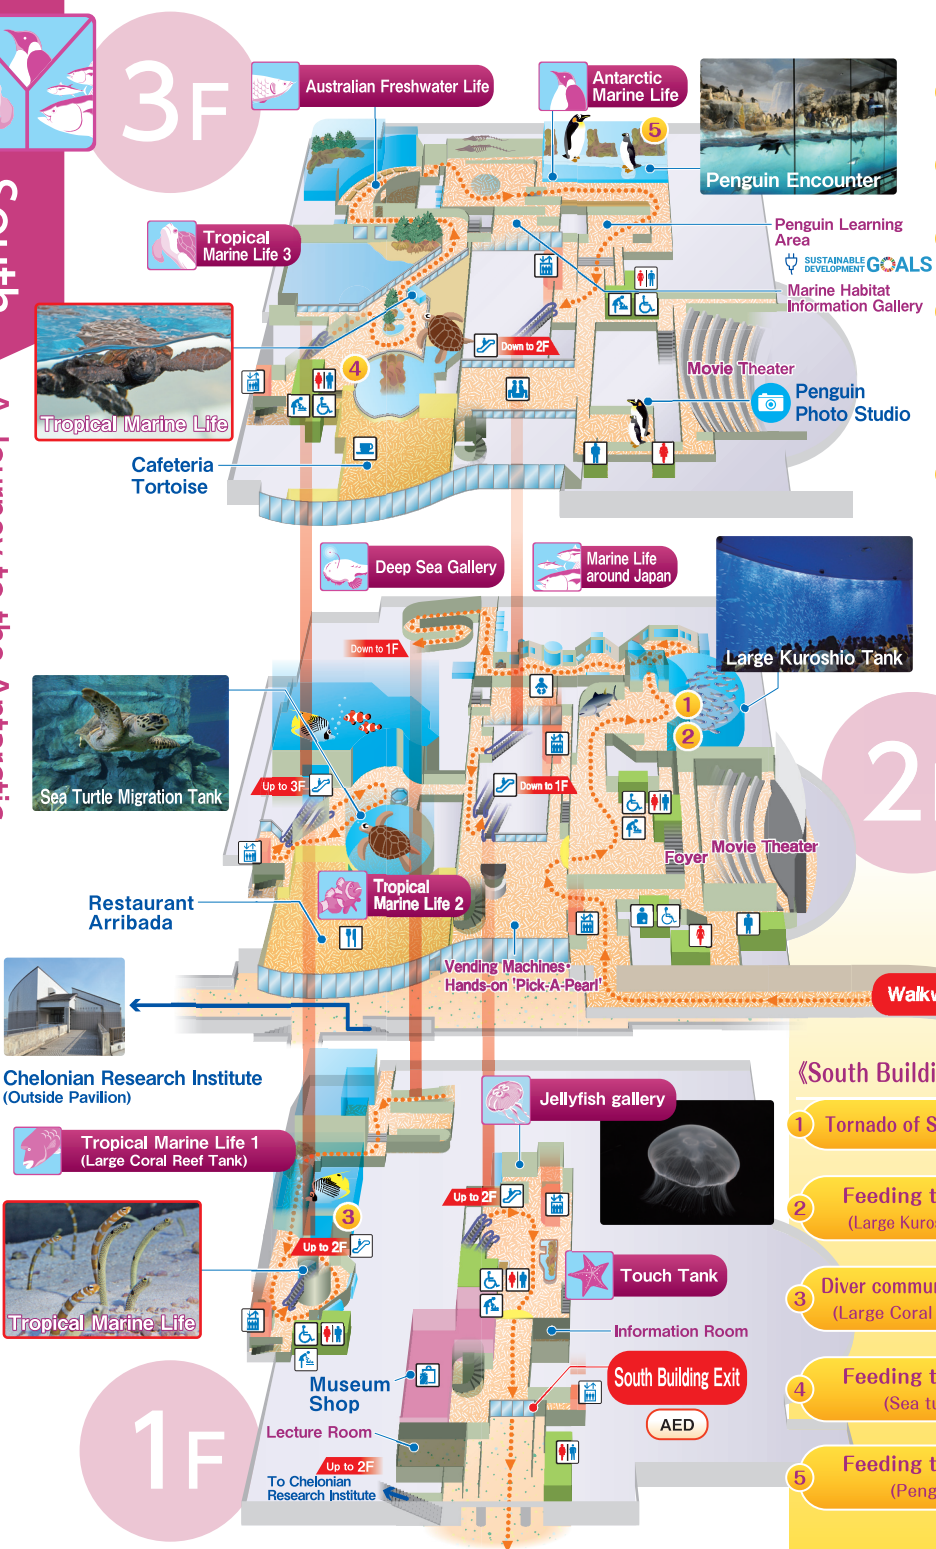 3F
South
A Journey to the Antarctic
Australian Freshwater Life
Antarctic
Marine Life
5
Penguin Encounter
Tropical
Marine Life 3
Penguin Learning
Area
SUSTAINABLE
DEVELOPMENT GOALS
Marine Habitat
Information Gallery
Down to 2F
4
Tropical Marine Life
Movie Theater
Penguin
Photo Studio
Cafeteria
Tortoise
Deep Sea Gallery
Marine Life
around Japan
Down to 1F
Large Kuroshio Tank
1
2
Sea Turtle Migration Tank
Up to 3F
Down to 1F
2
Foyer
Movie Theater
Tropical
Marine Life 2
Restaurant
Arribada
Vending Machines・
Hands-on 'Pick-A-Pearl'
Walkw
Chelonian Research Institute
(Outside Pavilion)
《South Buildi
Jellyfish gallery
1
Tornado of S
Tropical Marine Life 1
(Large Coral Reef Tank)
Up to 2F
2
Feeding t
(Large Kuros
3
Up to 2F
Tropical Marine Life
Touch Tank
3
Diver commun
(Large Coral
Information Room
South Building Exit
Museum
Shop
4
Feeding t
(Sea tu
AED
1F
Lecture Room
Up to 2F
To Chelonian
Research Institute
5
Feeding t
(Peng